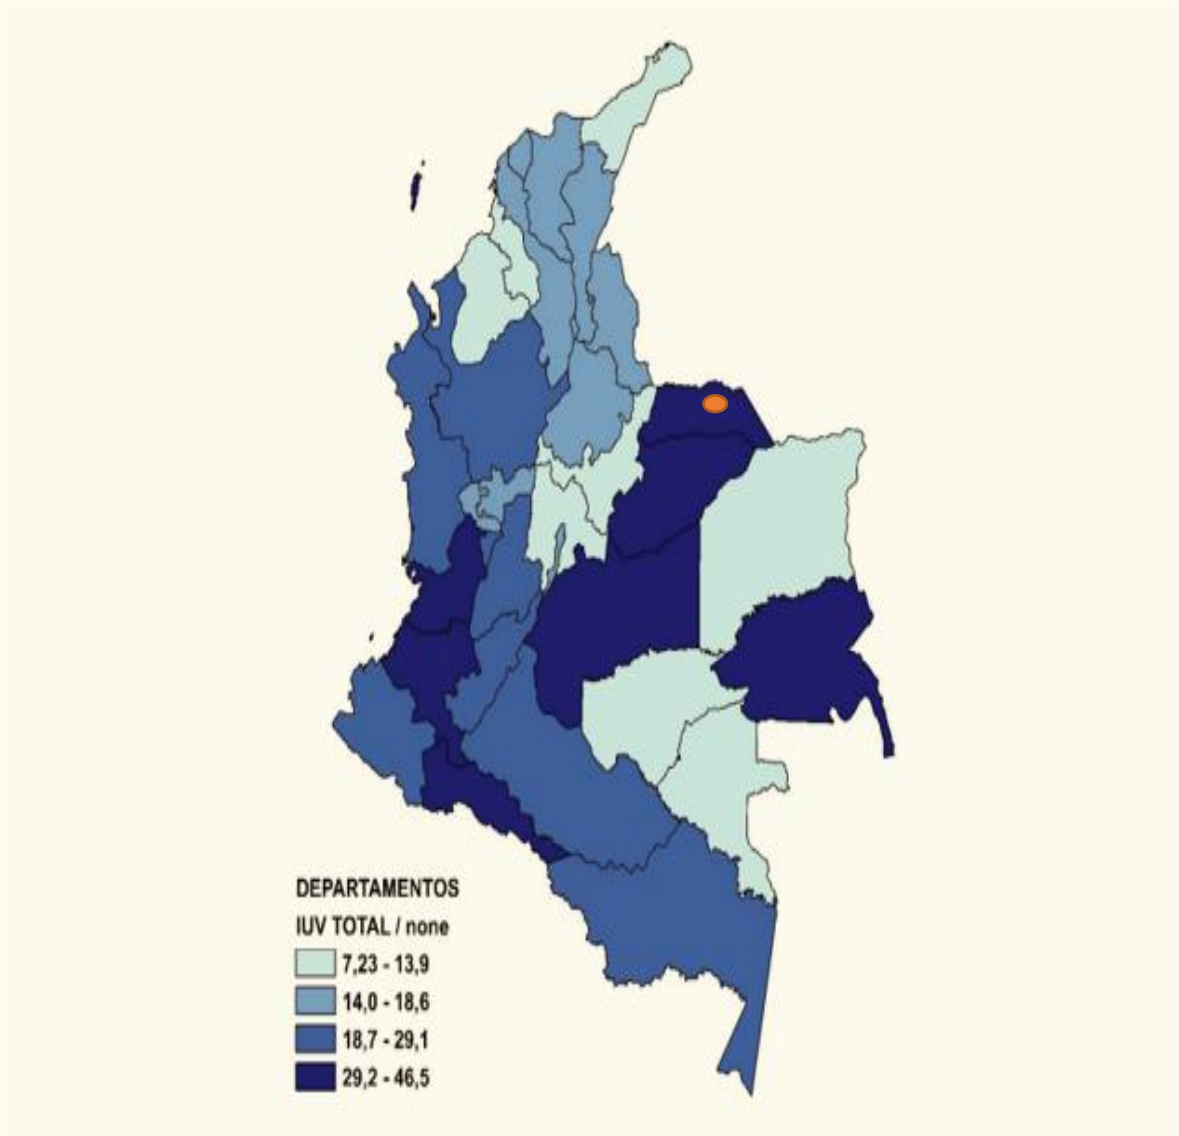 DEPARTAMENTOS
IUV TOTAL / none
7,23 - 13,9
14,0 - 18,6
18,7 - 29,1
29,2 - 46,5